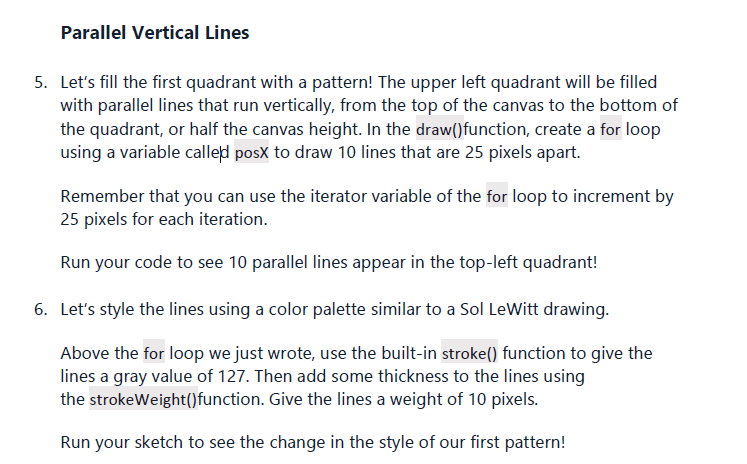 Parallel Vertical Lines
5. Let's fill the first quadrant with a pattern! The upper left quadrant will be filled
with parallel lines that run vertically, from the top of the canvas to the bottom of
the quadrant, or half the canvas height. In the draw()function, create a for loop
using a variable called posX to draw 10 lines that are 25 pixels apart.
Remember that you can use the iterator variable of the for loop to increment by
25 pixels for each iteration.
Run your code to see 10 parallel lines appear in the top-left quadrant!
6. Let's style the lines using a color palette similar to a Sol LeWitt drawing.
Above the for loop we just wrote, use the built-in stroke() function to give the
lines a gray value of 127. Then add some thickness to the lines using
the strokeWeight()function. Give the lines a weight of 10 pixels.
Run your sketch to see the change in the style of our first pattern!